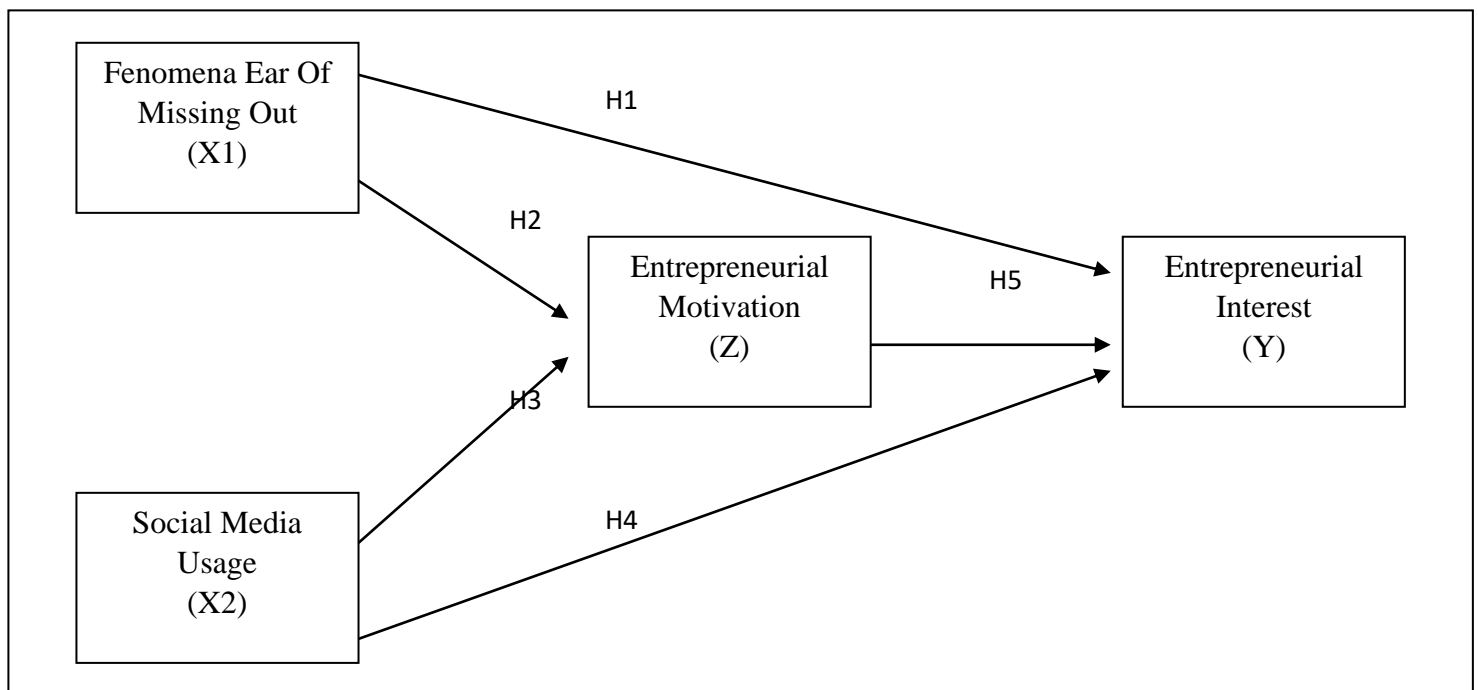 Fenomena Ear Of
Missing Out
(X1)
H1
H2
Entrepreneurial
Motivation
(Z)
H5
Entrepreneurial
Interest
(Y)
H3
Social Media
Usage
(X2)
H4